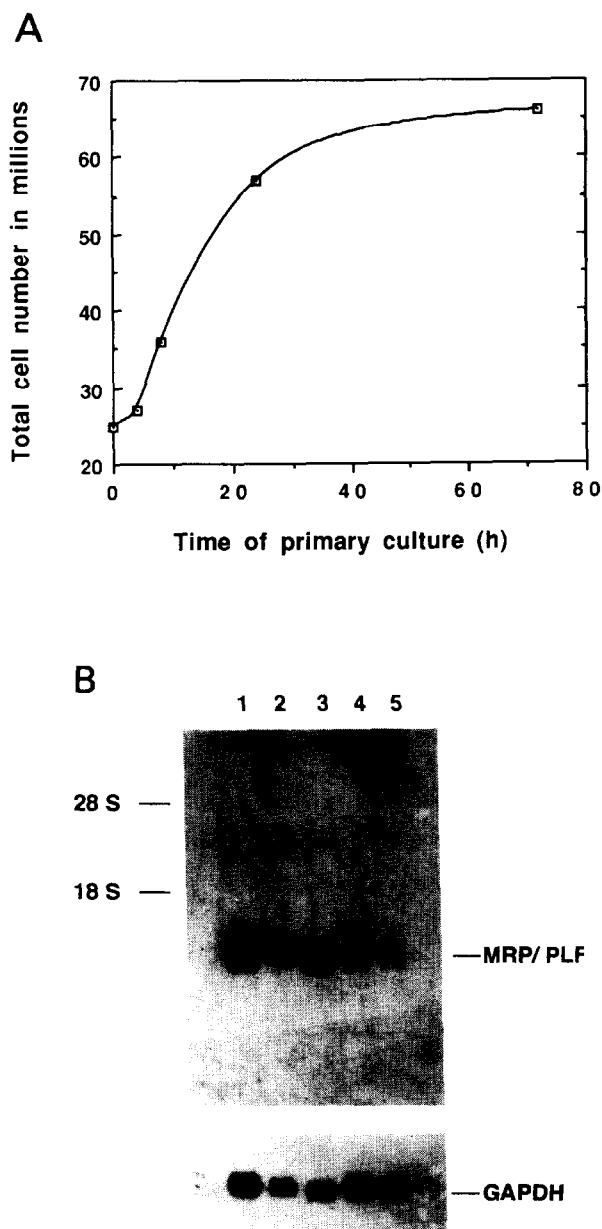 A
Total cell number in millions
70
60
50
40
30
20
0
20
40
60
80
Time of primary culture (h)
B
1 2 3 4 5
28 S
18 S
MRP/ PLF
GAPDH